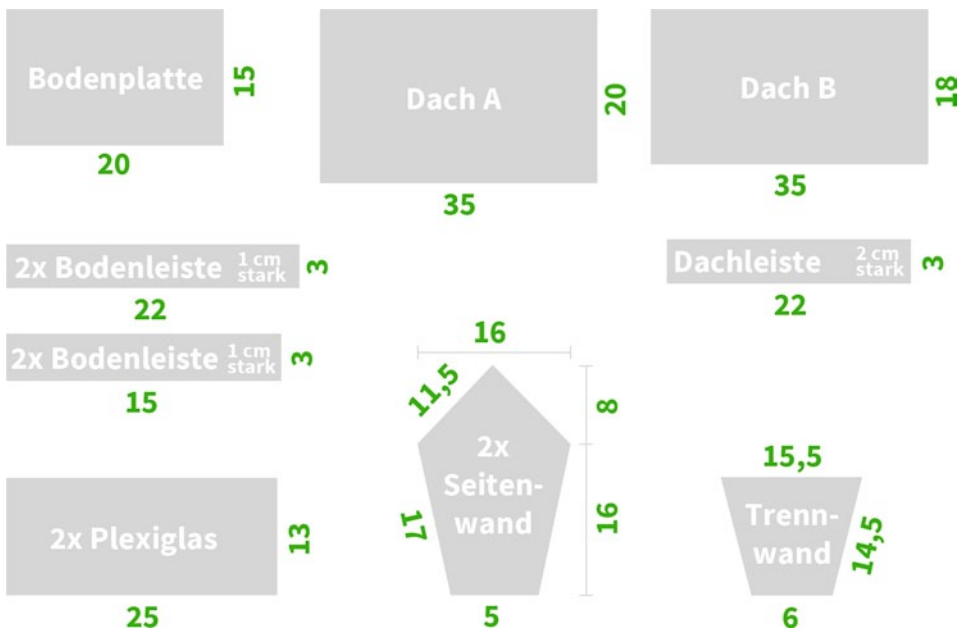 Bodenplatte
15
20
Dach A
20
35
Dach B
18
35
2x Bodenleiste 1 cm
stark
3
22
Dachleiste 2 cm
stark
3
22
2x Bodenleiste 1 cm
stark
3
15
16
11,5
8
2x
Seiten-
wand
17
16
5
15,5
Trenn-
wand
14,5
6
2x Plexiglas
13
25